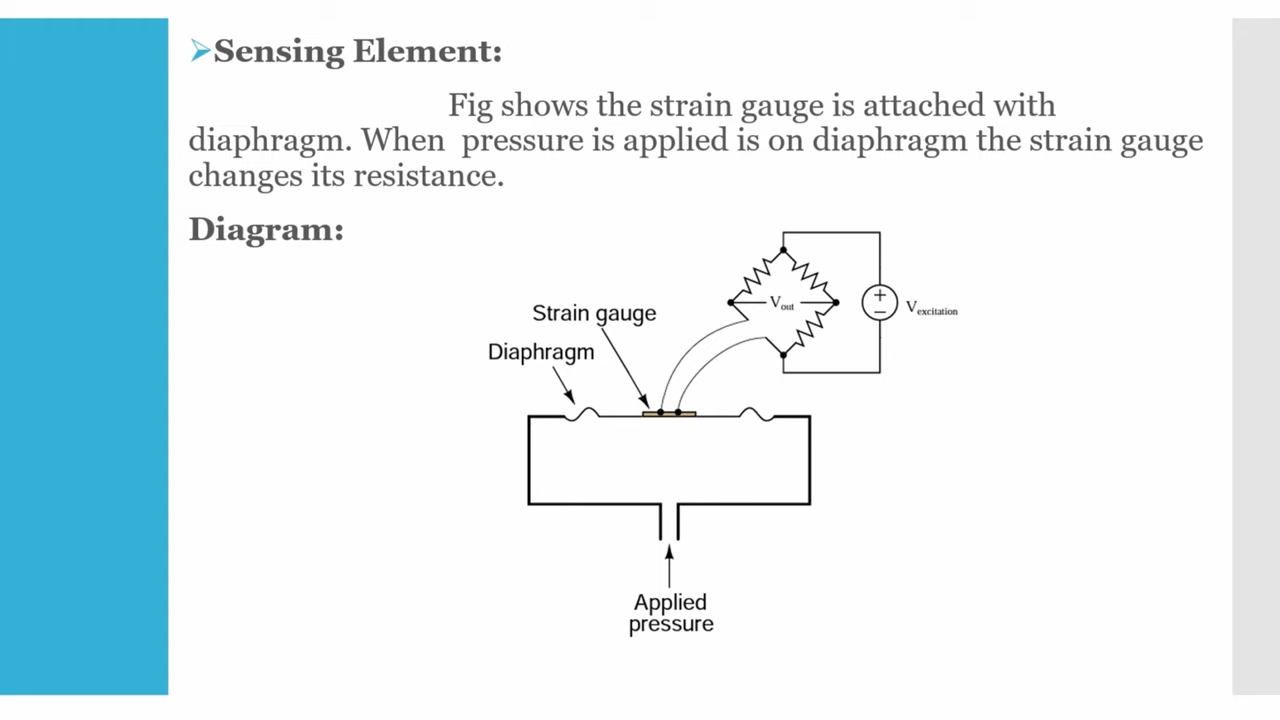 ➢Sensing Element:
Fig shows the strain gauge is attached with
diaphragm. When  pressure is applied is on diaphragm the strain gauge
changes its resistance.
Diagram:
Strain gauge
Diaphragm
Vout
+
−
Vexcitation
Applied
pressure